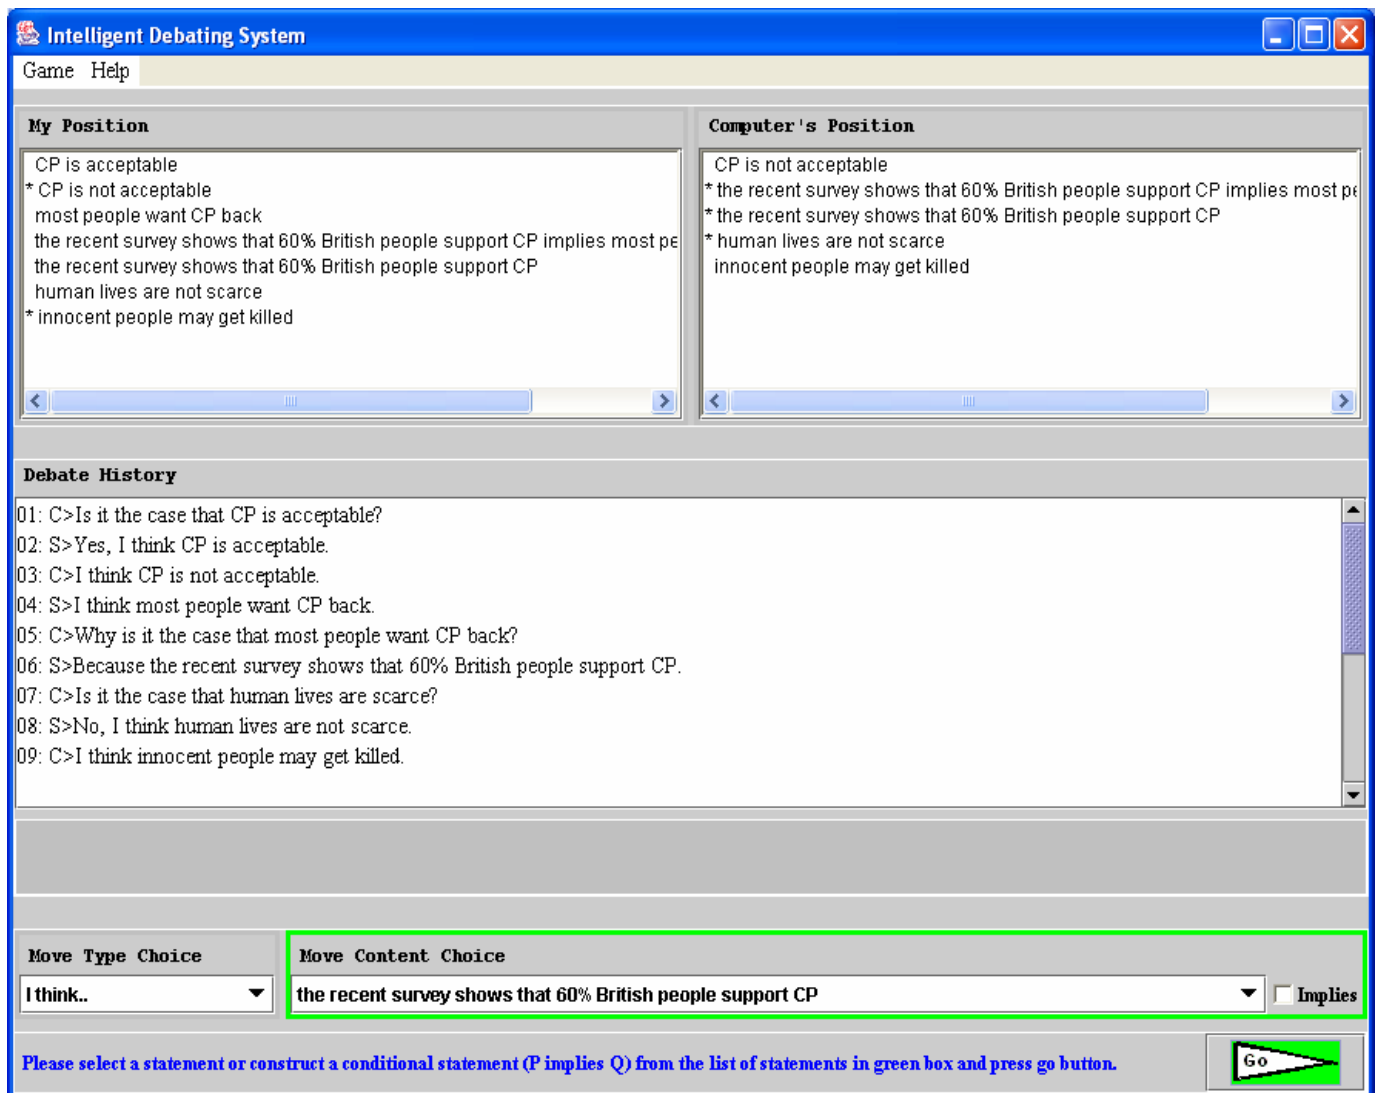 Intelligent Debating System
Game Help
My Position
CP is acceptable
* CP is not acceptable
most people want CP back
the recent survey shows that 60% British people support CP implies most pe
the recent survey shows that 60% British people support CP
human lives are not scarce
* innocent people may get killed
Computer's Position
CP is not acceptable
* the recent survey shows that 60% British people support CP implies most pe
* the recent survey shows that 60% British people support CP
* human lives are not scarce
innocent people may get killed
Debate History
01: C>Is it the case that CP is acceptable?
02: S>Yes, I think CP is acceptable.
03: C>I think CP is not acceptable.
04: S>I think most people want CP back.
05: C>Why is it the case that most people want CP back?
06: S>Because the recent survey shows that 60% British people support CP.
07: C>Is it the case that human lives are scarce?
08: S>No, I think human lives are not scarce.
09: C>I think innocent people may get killed.
Move Type Choice
I think..
Move Content Choice
the recent survey shows that 60% British people support CP
Implies
Please select a statement or construct a conditional statement (P implies Q) from the list of statements in green box and press go button.
Go